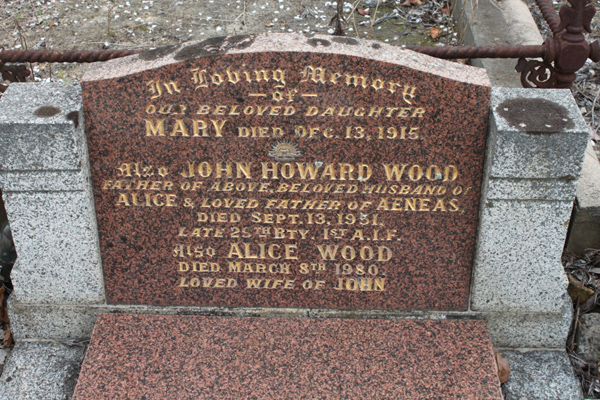 In Loving Memory
of
OUR BELOVED DAUGHTER
MARY DIED DEC. 13, 1915.
Also JOHN HOWARD WOOD
FATHER OF ABOVE, BELOVED HUSBAND OF
ALICE & LOVED FATHER OF AENEAS.
DIED SEPT. 13, 1951.
LATE 25TH BTY. 1ST A.I.F.
Also ALICE WOOD
DIED MARCH 8TH 1980.
LOVED WIFE OF JOHN